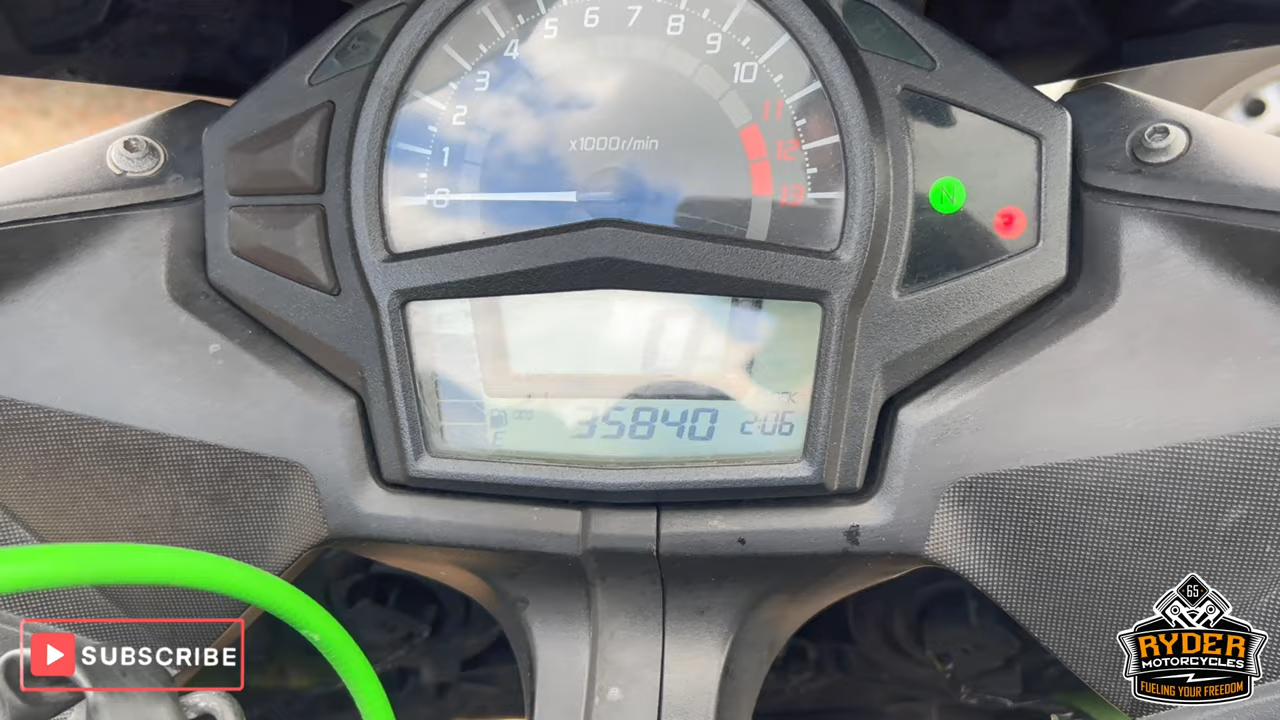 0 1 2 3 4 5 6 7 8 9 10 11 12 13
x1000r/min
N
0
35840
2:06
F
SUBSCRIBE
65
RYDER
MOTORCYCLES
FUELING YOUR FREEDOM